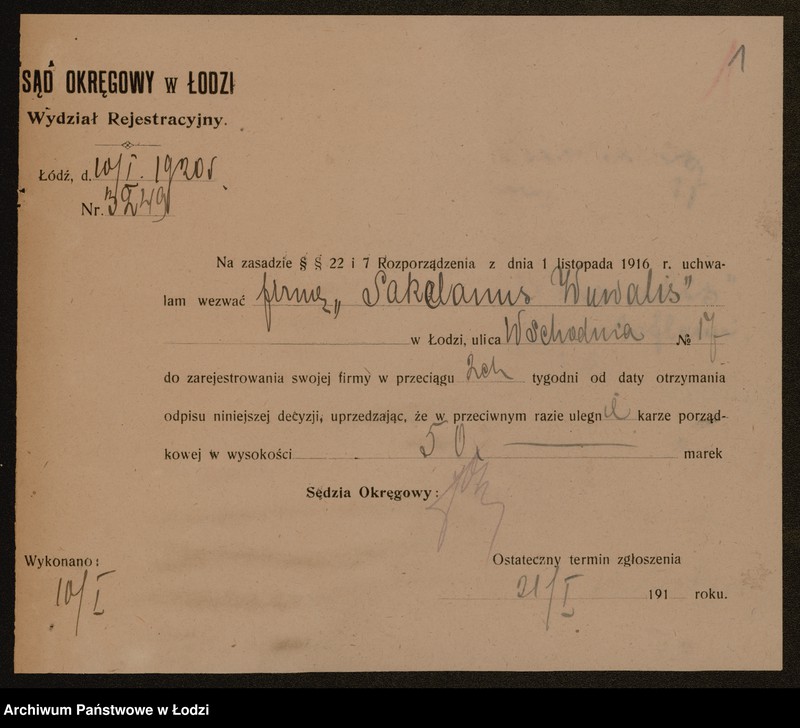 1
SĄD OKRĘGOWY w ŁODZI
Wydział Rejestracyjny.
Łódź, d. 10/I. 1920 r
Nr. 3249
Na zasadzie § § 22 i 7 Rozporządzenia z dnia 1 listopada 1916 r. uchwa-
lam wezwać firmę „Sakelanus Wuwalis”
w Łodzi, ulica Wschodnia № 17
do zarejestrowania swojej firmy w przeciągu 2ch tygodni od daty otrzymania
odpisu niniejszej decyzji, uprzedzając, że w przeciwnym razie ulegnie karze porząd-
kowej w wysokości 50 marek
Sędzia Okręgowy:
Wykonano:
10/I
Ostateczny termin zgłoszenia
21/I 191 roku.
Archiwum Państwowe w Łodzi